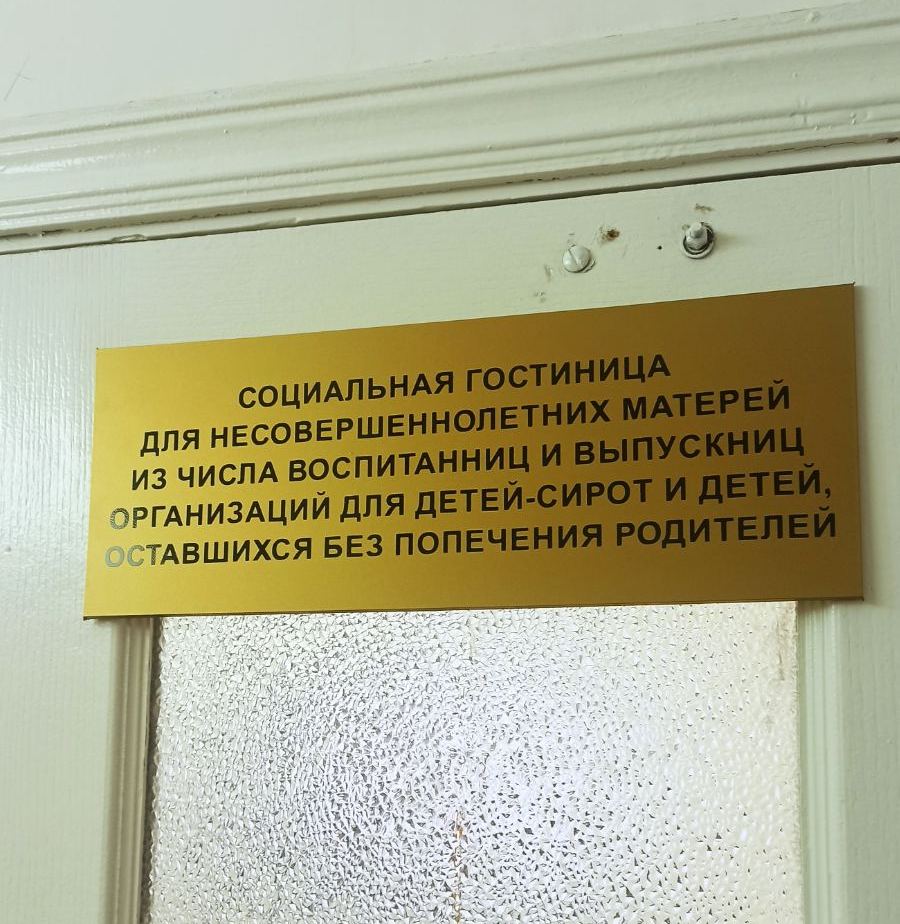 СОЦИАЛЬНАЯ ГОСТИНИЦА
ДЛЯ НЕСОВЕРШЕННОЛЕТНИХ МАТЕРЕЙ
ИЗ ЧИСЛА ВОСПИТАННИЦ И ВЫПУСКНИЦ
ОРГАНИЗАЦИЙ ДЛЯ ДЕТЕЙ-СИРОТ И ДЕТЕЙ,
ОСТАВШИХСЯ БЕЗ ПОПЕЧЕНИЯ РОДИТЕЛЕЙ